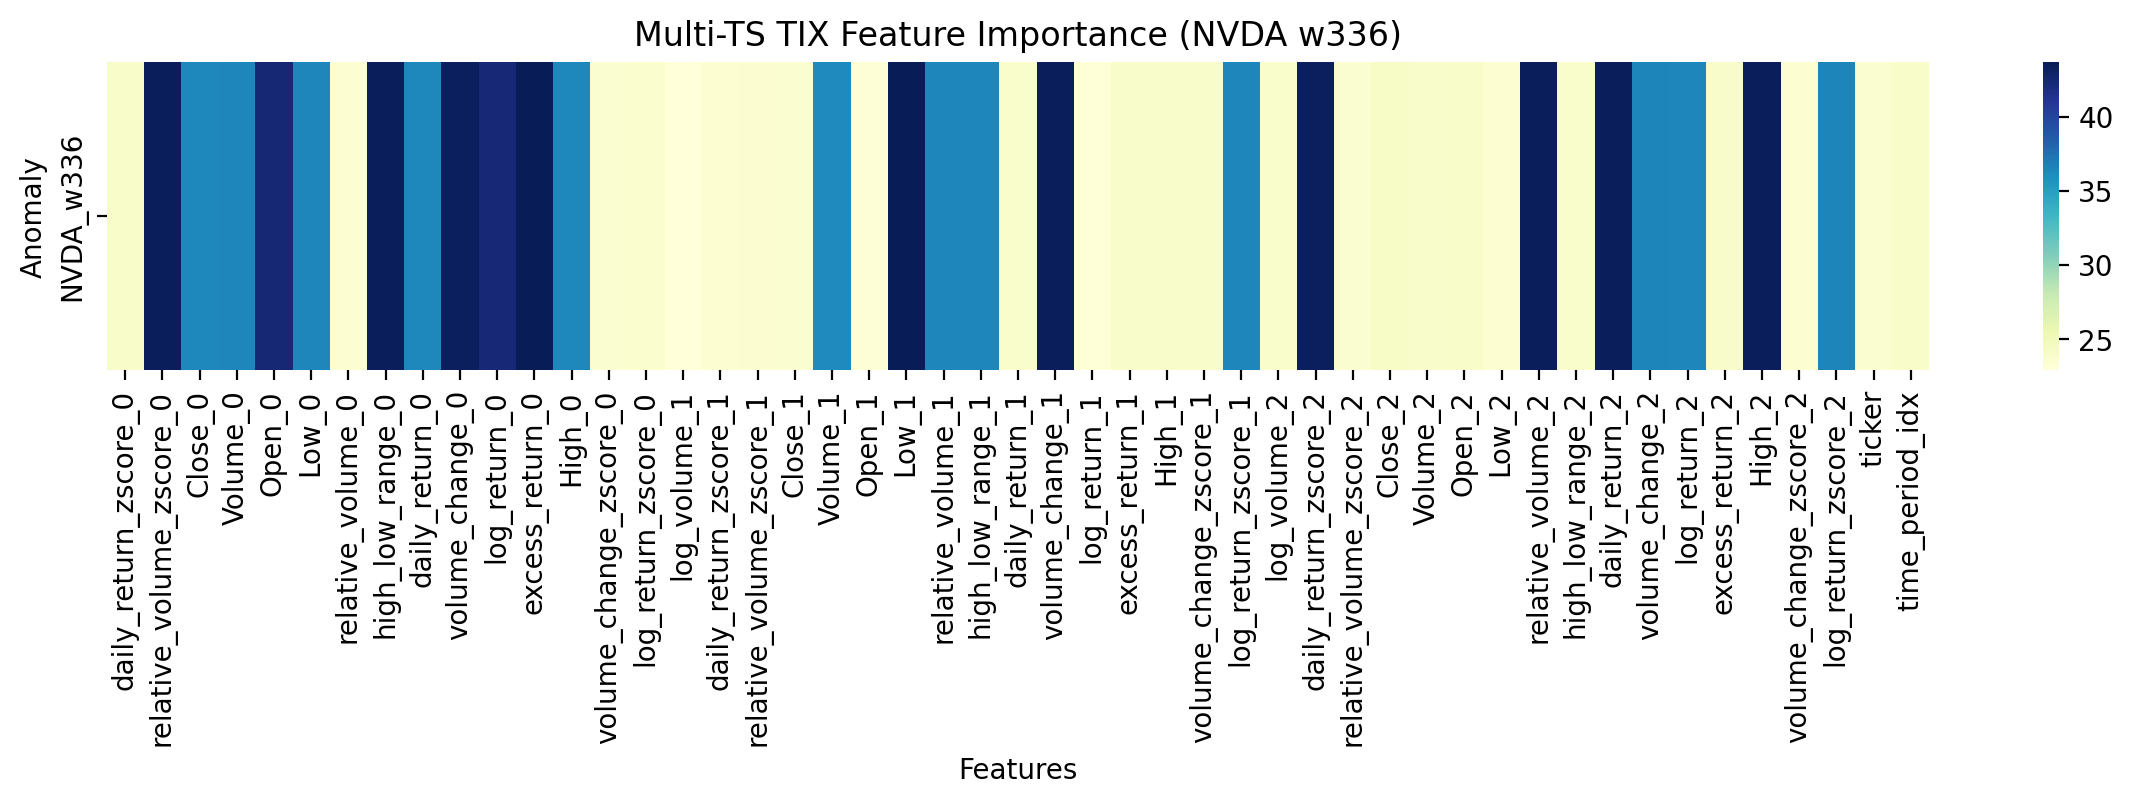 Multi-TS TIX Feature Importance (NVDA w336)
Anomaly
NVDA_w336
40
35
30
25
daily_return_zscore_0
relative_volume_zscore_0
Close_0
Volume_0
Open_0
Low_0
relative_volume_0
high_low_range_0
daily_return_0
volume_change_0
log_return_0
excess_return_0
High_0
volume_change_zscore_0
log_return_zscore_0
log_volume_1
daily_return_zscore_1
relative_volume_zscore_1
Close_1
Volume_1
Open_1
Low_1
relative_volume_1
high_low_range_1
daily_return_1
volume_change_1
log_return_1
excess_return_1
High_1
volume_change_zscore_1
log_return_zscore_1
log_volume_2
daily_return_zscore_2
relative_volume_zscore_2
Close_2
Volume_2
Open_2
Low_2
relative_volume_2
high_low_range_2
daily_return_2
volume_change_2
log_return_2
excess_return_2
High_2
volume_change_zscore_2
log_return_zscore_2
ticker
time_period_idx
Features